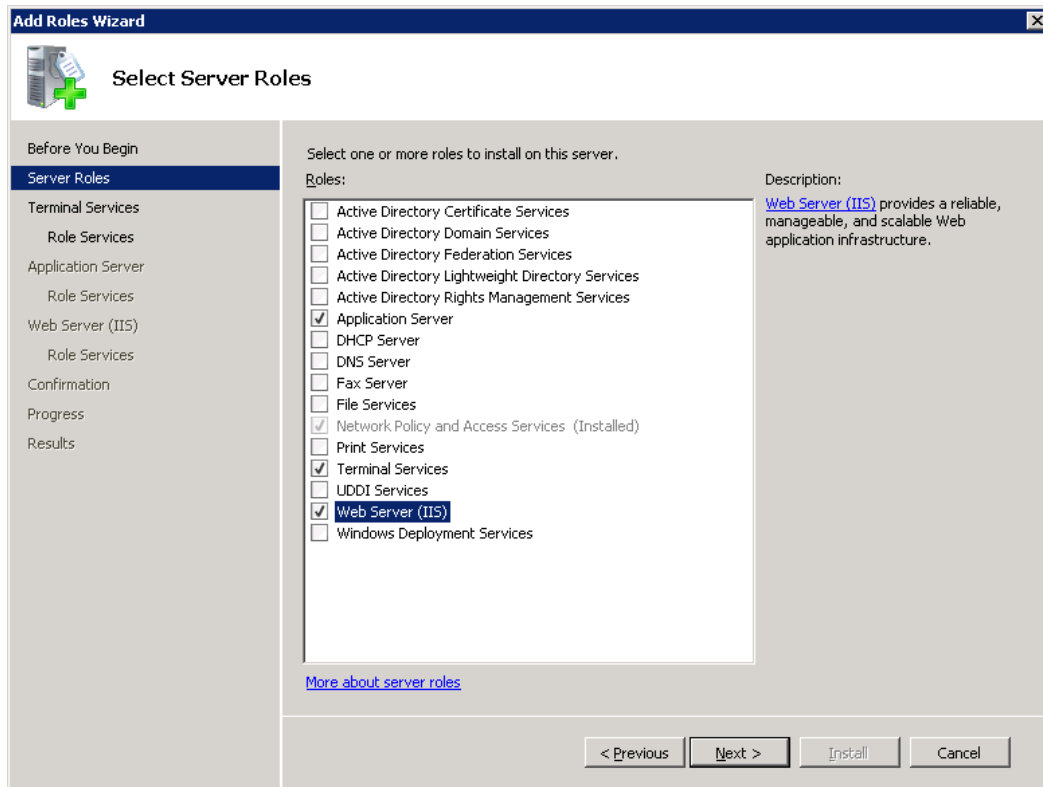 Add Roles Wizard
Select Server Roles
Before You Begin
Server Roles
Terminal Services
Role Services
Application Server
Role Services
Web Server (IIS)
Role Services
Confirmation
Progress
Results
Select one or more roles to install on this server.
Roles:
Active Directory Certificate Services
Active Directory Domain Services
Active Directory Federation Services
Active Directory Lightweight Directory Services
Active Directory Rights Management Services
Application Server
DHCP Server
DNS Server
Fax Server
File Services
Network Policy and Access Services (Installed)
Print Services
Terminal Services
UDDI Services
Web Server (IIS)
Windows Deployment Services
More about server roles
Description:
Web Server (IIS) provides a reliable,
manageable, and scalable Web
application infrastructure.
< Previous
Next >
Install
Cancel